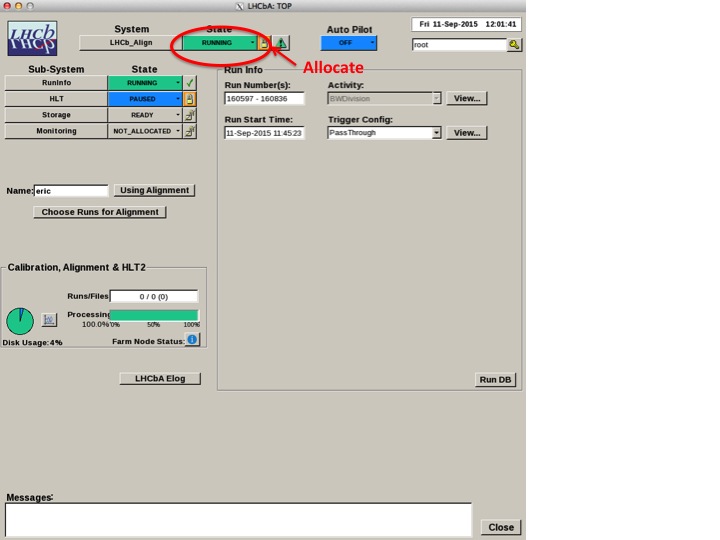 LHCbA: TOP
LHCb
LHCb
System State Auto Pilot Fri 11-Sep-2015 12:01:41
LHCb_Align RUNNING OFF root
Allocate
Sub-System State
RunInfo RUNNING
HLT PAUSED
Storage READY
Monitoring NOT_ALLOCATED
Run Info
Run Number(s): Activity:
160597 - 160836 BWDivision View...
Run Start Time: Trigger Config:
11-Sep-2015 11:45:23 PassThrough View...
Name: eric Using Alignment
Choose Runs for Alignment
Calibration, Alignment & HLT2
Runs/Files 0 / 0 (0)
Processing
100.0% 0% 50% 100%
Disk Usage: 4% Farm Node Status: i
LHCbA Elog
Run DB
Messages:
Close